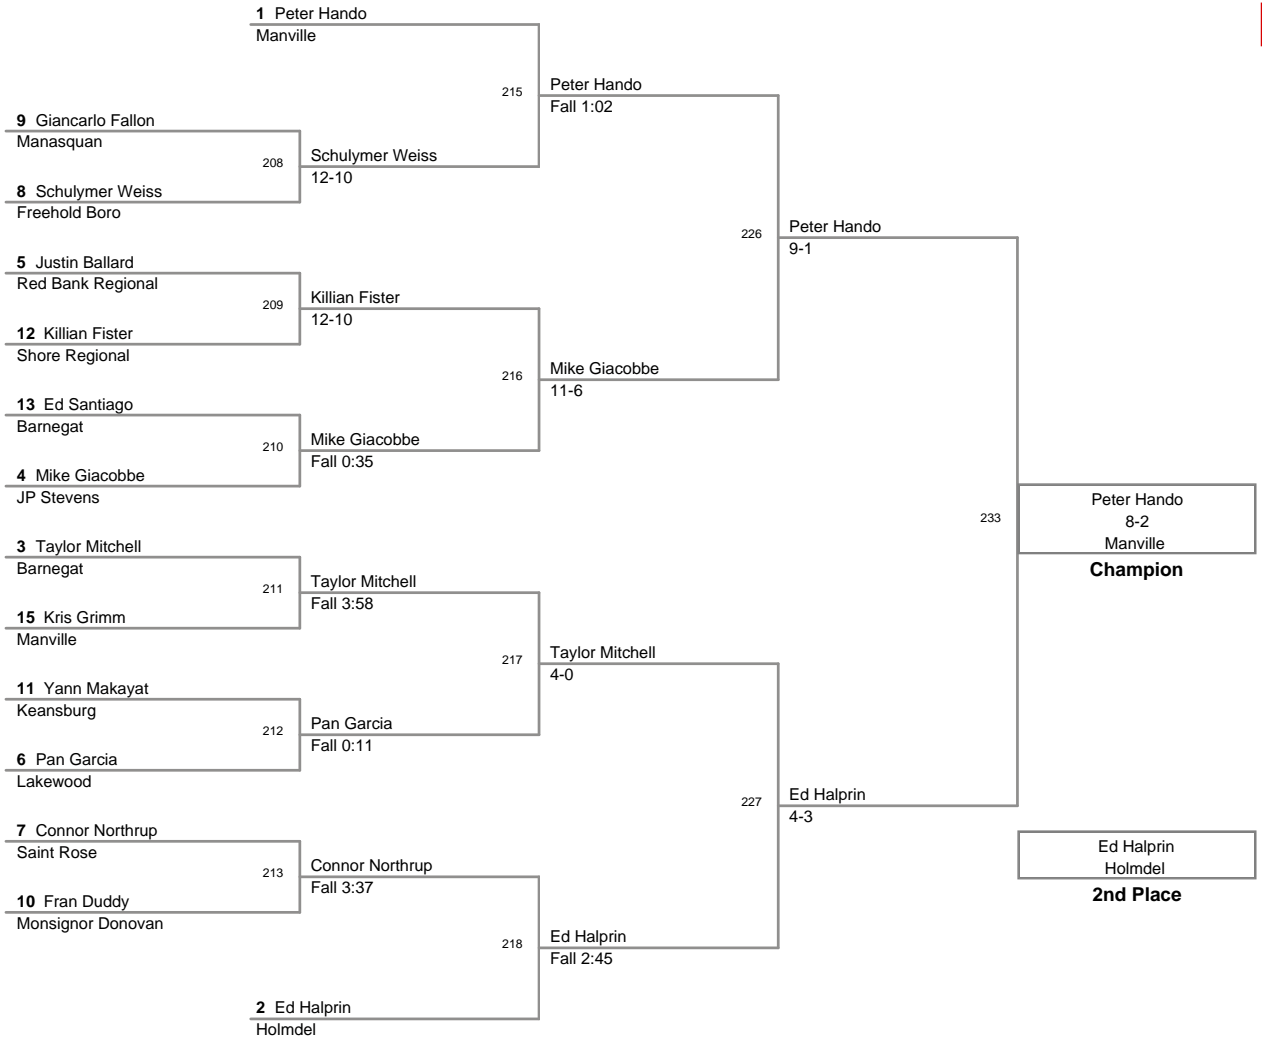 1 Peter Hando
Manville
215
Peter Hando
Fall 1:02
9 Giancarlo Fallon
Manasquan
208
Schulymer Weiss
12-10
8 Schulymer Weiss
Freehold Boro
226
Peter Hando
9-1
5 Justin Ballard
Red Bank Regional
209
Killian Fister
12-10
12 Killian Fister
Shore Regional
216
Mike Giacobbe
11-6
13 Ed Santiago
Barnegat
210
Mike Giacobbe
Fall 0:35
4 Mike Giacobbe
JP Stevens
233
Peter Hando
8-2
Manville
Champion
3 Taylor Mitchell
Barnegat
211
Taylor Mitchell
Fall 3:58
15 Kris Grimm
Manville
217
Taylor Mitchell
4-0
11 Yann Makayat
Keansburg
212
Pan Garcia
Fall 0:11
6 Pan Garcia
Lakewood
227
Ed Halprin
4-3
7 Connor Northrup
Saint Rose
213
Connor Northrup
Fall 3:37
10 Fran Duddy
Monsignor Donovan
218
Ed Halprin
Fall 2:45
2 Ed Halprin
Holmdel
Ed Halprin
Holmdel
2nd Place